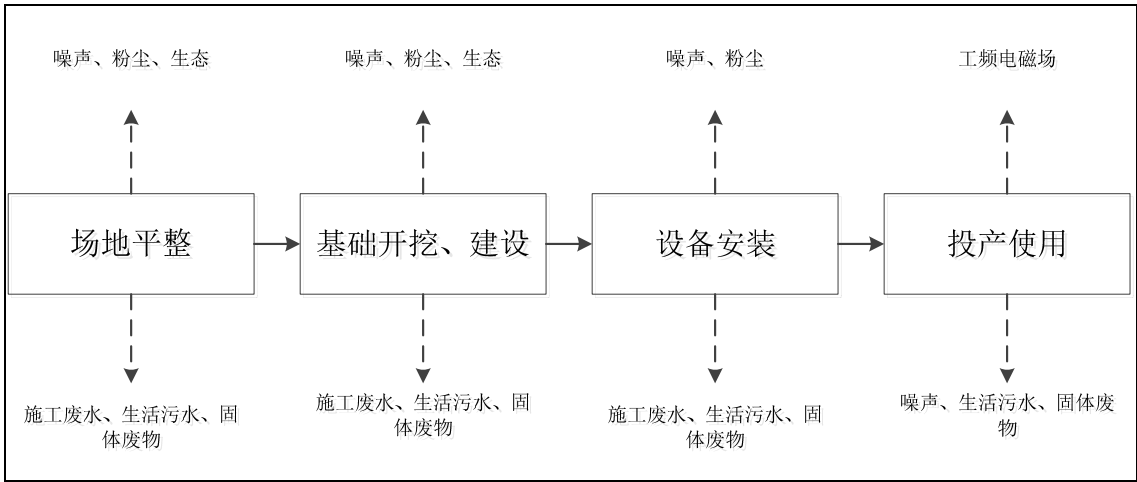 噪声、粉尘、生态
噪声、粉尘、生态
噪声、粉尘
工频电磁场
场地平整
基础开挖、建设
设备安装
投产使用
施工废水、生活污水、固
体废物
施工废水、生活污水、固
体废物
施工废水、生活污水、固
体废物
噪声、生活污水、固体废
物